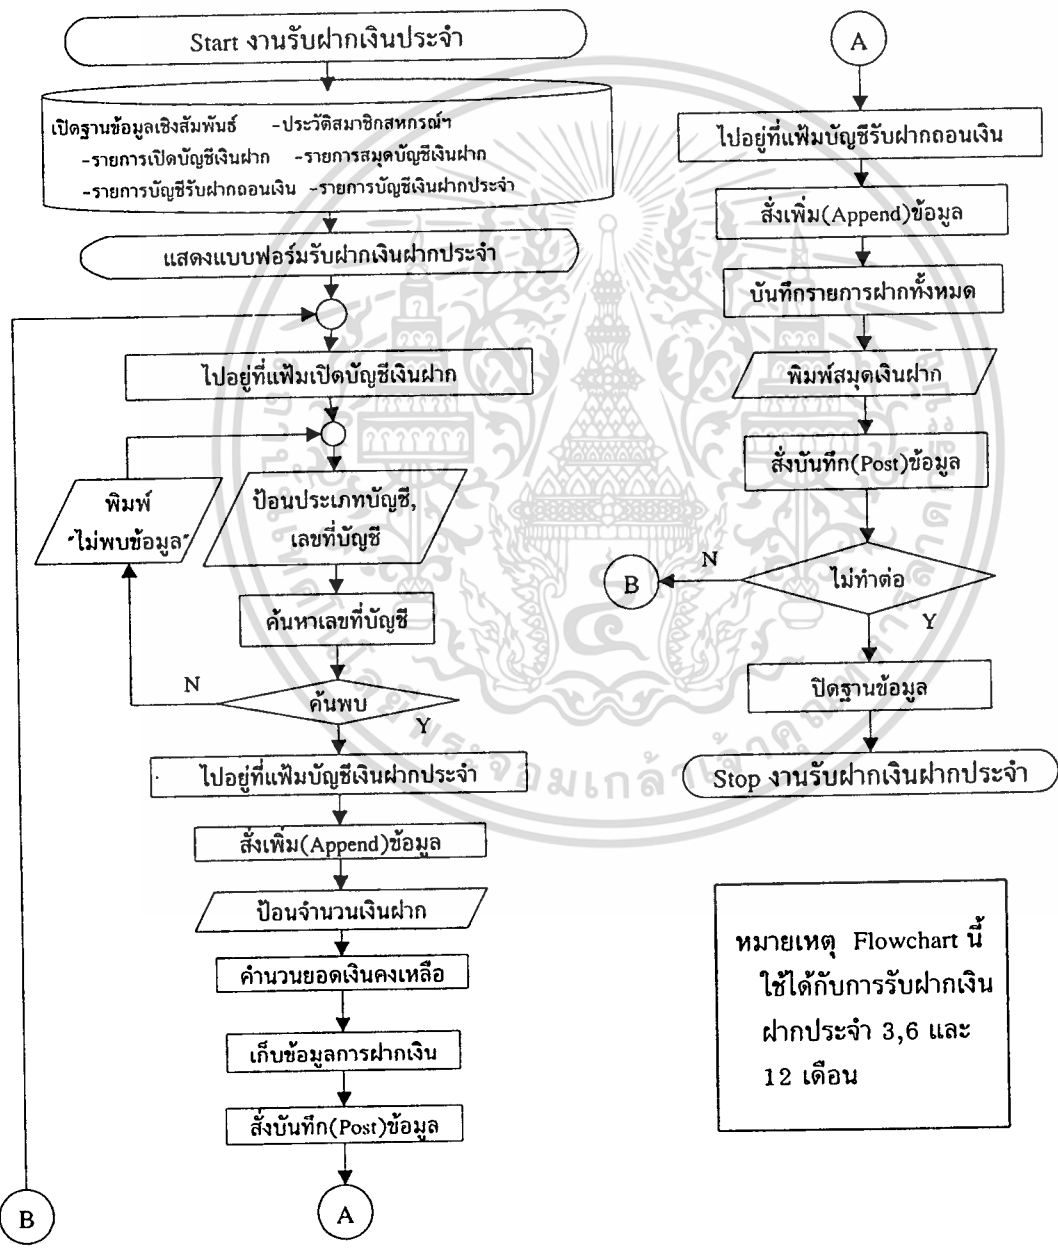 Start งานรับฝากเงินประจำ
เปิดฐานข้อมูลเชิงสัมพันธ์ -ประวัติสมาชิกสหกรณ์ฯ
-รายการเปิดบัญชีเงินฝาก -รายการสมุดบัญชีเงินฝาก
-รายการบัญชีรับฝากถอนเงิน -รายการบัญชีเงินฝากประจำ
แสดงแบบฟอร์มรับฝากเงินฝากประจำ
ไปอยู่ที่แฟ้มเปิดบัญชีเงินฝาก
พิมพ์
"ไม่พบข้อมูล"
ป้อนประเภทบัญชี,
เลขที่บัญชี
ค้นหาเลขที่บัญชี
N
ค้นพบ
Y
ไปอยู่ที่แฟ้มบัญชีเงินฝากประจำ
สั่งเพิ่ม(Append)ข้อมูล
ป้อนจำนวนเงินฝาก
คำนวนยอดเงินคงเหลือ
เก็บข้อมูลการฝากเงิน
สั่งบันทึก(Post)ข้อมูล
B
A
A
ไปอยู่ที่แฟ้มบัญชีรับฝากถอนเงิน
สั่งเพิ่ม(Append)ข้อมูล
บันทึกรายการฝากทั้งหมด
พิมพ์สมุดเงินฝาก
สั่งบันทึก(Post)ข้อมูล
B
N
ไม่ทำต่อ
Y
ปิดฐานข้อมูล
Stop งานรับฝากเงินฝากประจำ
หมายเหตุ Flowchart นี้
ใช้ได้กับการรับฝากเงิน
ฝากประจำ 3,6 และ
12 เดือน